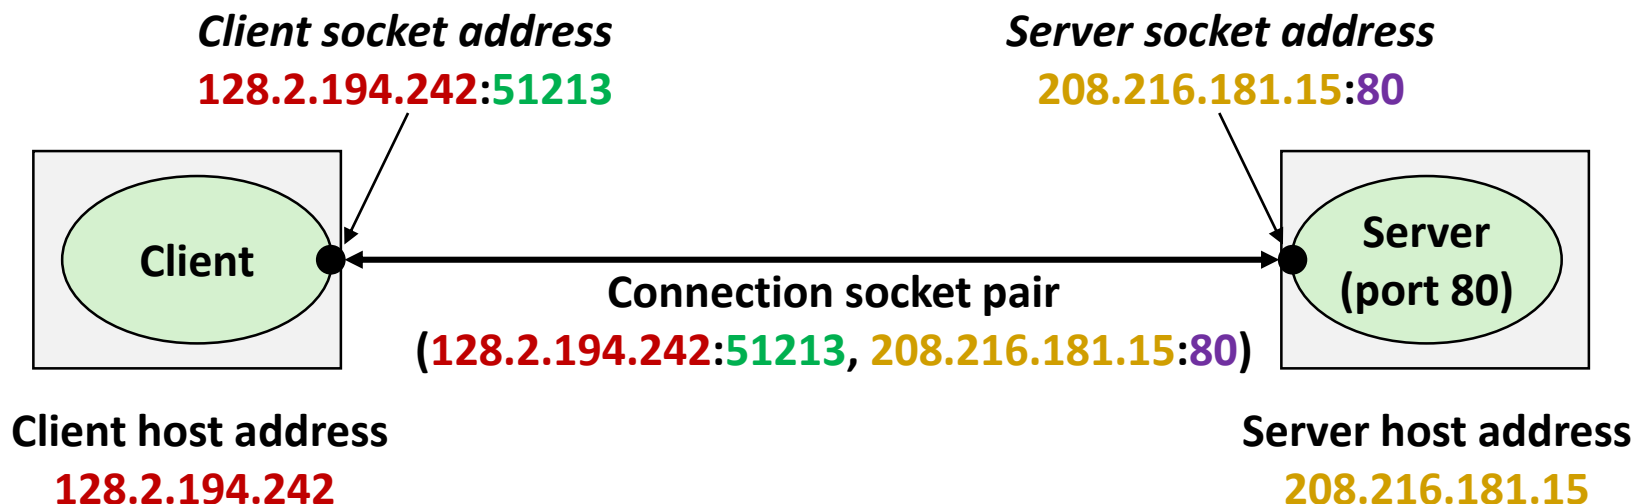 Client socket address
128.2.194.242:51213
Server socket address
208.216.181.15:80
Client
Server
(port 80)
Connection socket pair
(128.2.194.242:51213, 208.216.181.15:80)
Client host address
128.2.194.242
Server host address
208.216.181.15